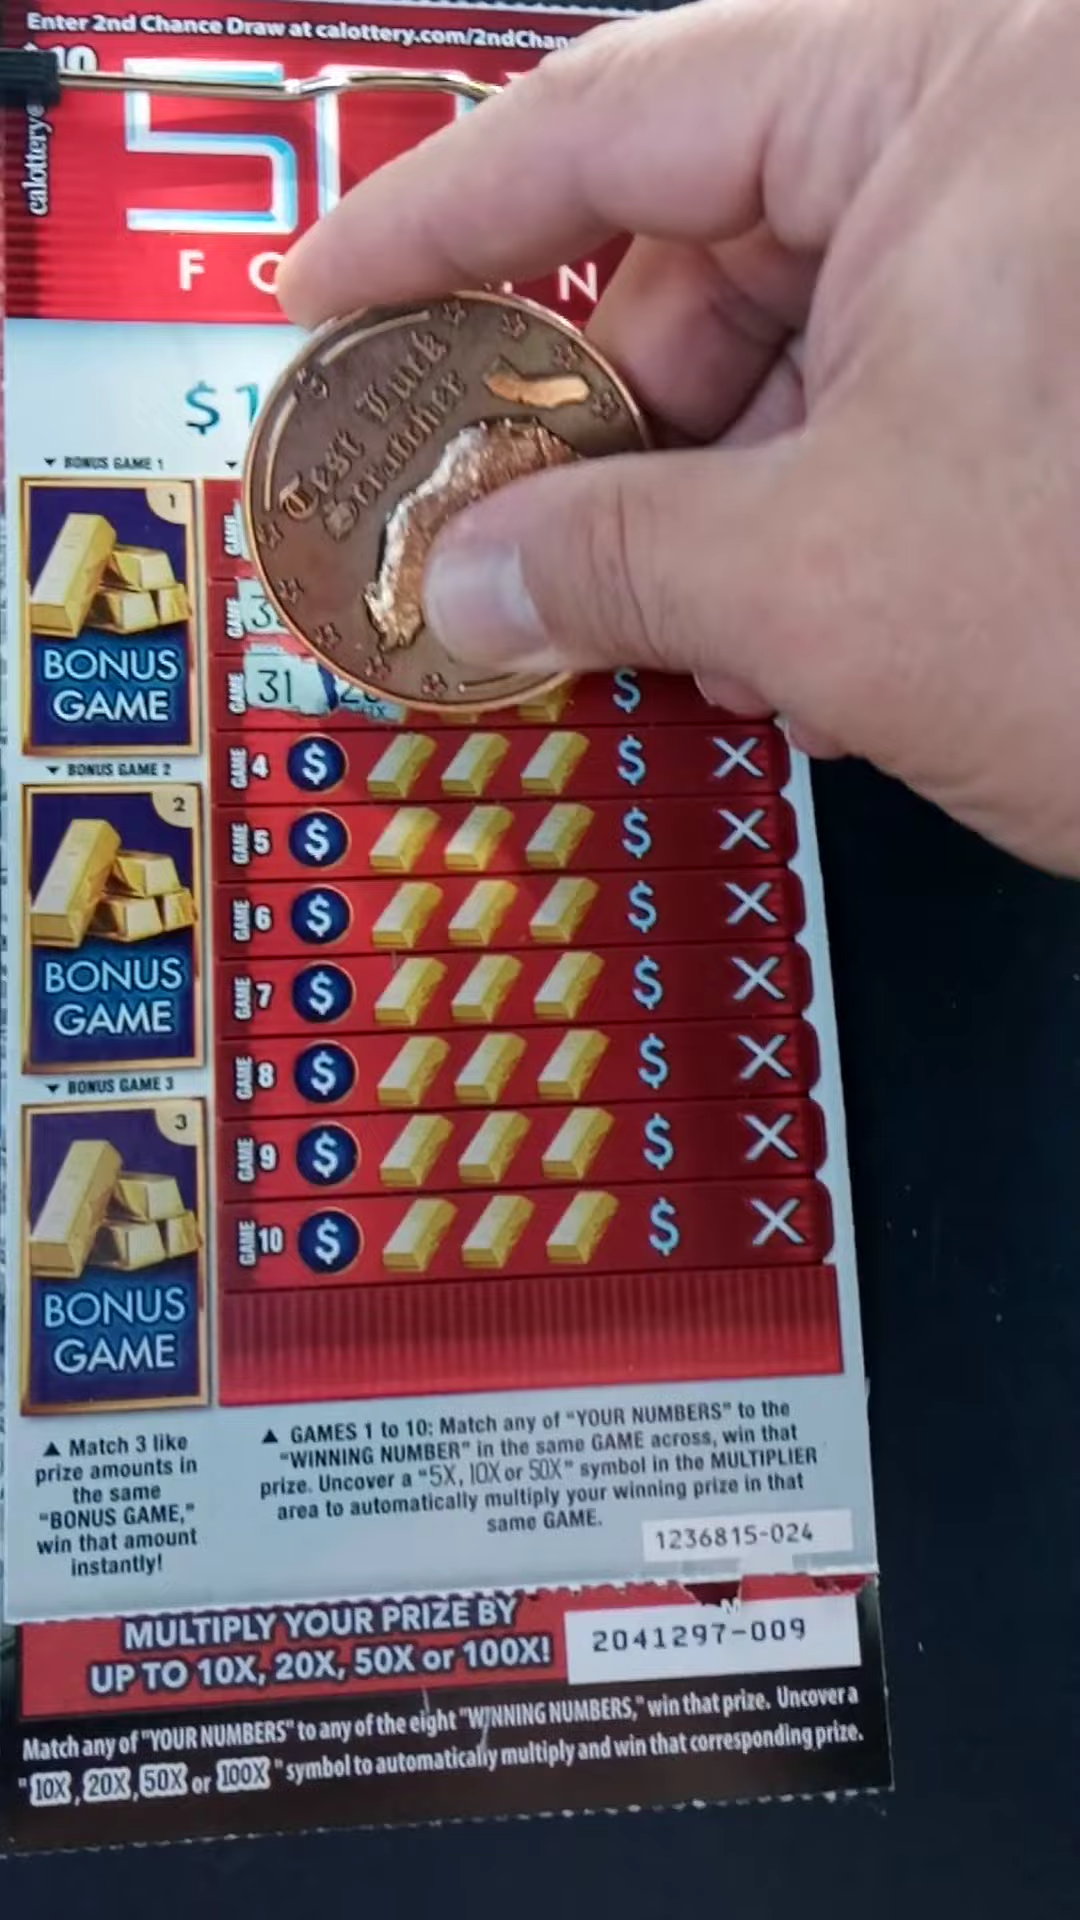 Enter 2nd Chance Draw at calottery.com/2ndChan
$10
calottery
50
F O N
$1
Test Luck
Scratcher
▼ BONUS GAME 1
1
BONUS
GAME
▼ BONUS GAME 2
2
BONUS
GAME
▼ BONUS GAME 3
3
BONUS
GAME
GAME
GAME 3
GAME 31 $
GAME 4 $ $ X
GAME 5 $ $ X
GAME 6 $ $ X
GAME 7 $ $ X
GAME 8 $ $ X
GAME 9 $ $ X
GAME 10 $ $ X
▲ Match 3 like
prize amounts in
the same
"BONUS GAME,"
win that amount
instantly!
▲ GAMES 1 to 10: Match any of "YOUR NUMBERS" to the
"WINNING NUMBER" in the same GAME across, win that
prize. Uncover a "5X, 10X or 50X" symbol in the MULTIPLIER
area to automatically multiply your winning prize in that
same GAME.
1236815-024
MULTIPLY YOUR PRIZE BY
UP TO 10X, 20X, 50X or 100X!
2041297-009
Match any of "YOUR NUMBERS" to any of the eight "WINNING NUMBERS," win that prize. Uncover a
"10X, 20X, 50X or 100X" symbol to automatically multiply and win that corresponding prize.